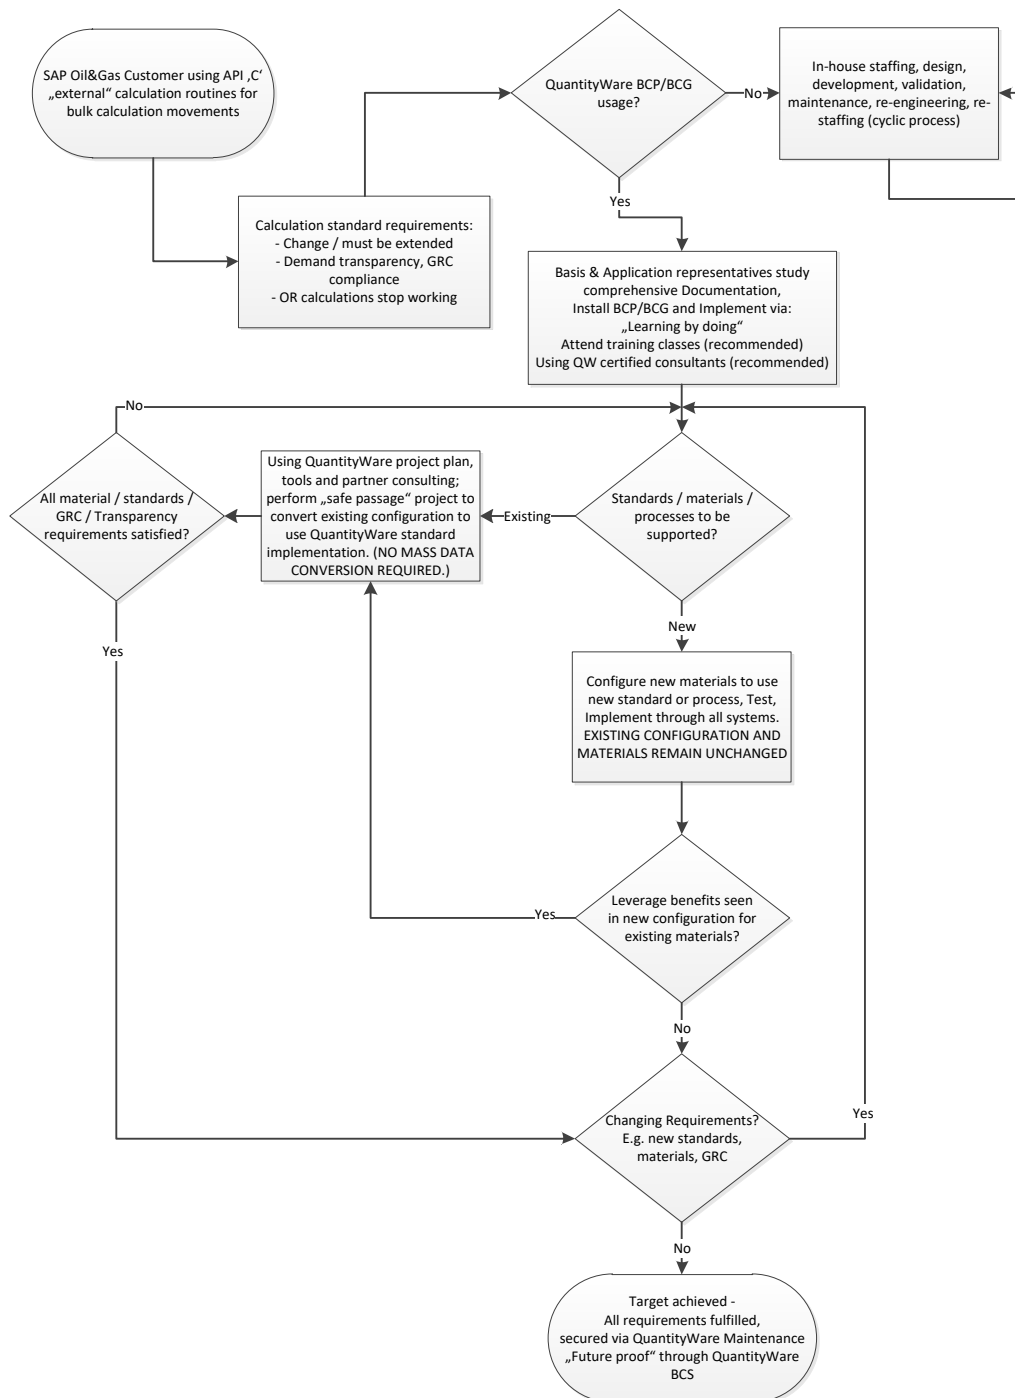 SAP Oil&Gas Customer using API ‚C‘
„external“ calculation routines for
bulk calculation movements
QuantityWare BCP/BCG
usage?
No
In-house staffing, design,
development, validation,
maintenance, re-engineering, re-
staffing (cyclic process)
Yes
Calculation standard requirements:
- Change / must be extended
- Demand transparency, GRC
compliance
- OR calculations stop working
Basis & Application representatives study
comprehensive Documentation,
Install BCP/BCG and Implement via:
„Learning by doing“
Attend training classes (recommended)
Using QW certified consultants (recommended)
No
All material / standards /
GRC / Transparency
requirements satisfied?
Using QuantityWare project plan,
tools and partner consulting;
perform „safe passage“ project to
convert existing configuration to
use QuantityWare standard
implementation. (NO MASS DATA
CONVERSION REQUIRED.)
Existing
Standards / materials /
processes to be
supported?
New
Yes
Configure new materials to use
new standard or process, Test,
Implement through all systems.
EXISTING CONFIGURATION AND
MATERIALS REMAIN UNCHANGED
Leverage benefits seen
in new configuration for
existing materials?
Yes
No
Changing Requirements?
E.g. new standards,
materials, GRC
Yes
No
Target achieved -
All requirements fulfilled,
secured via QuantityWare Maintenance
„Future proof“ through QuantityWare
BCS